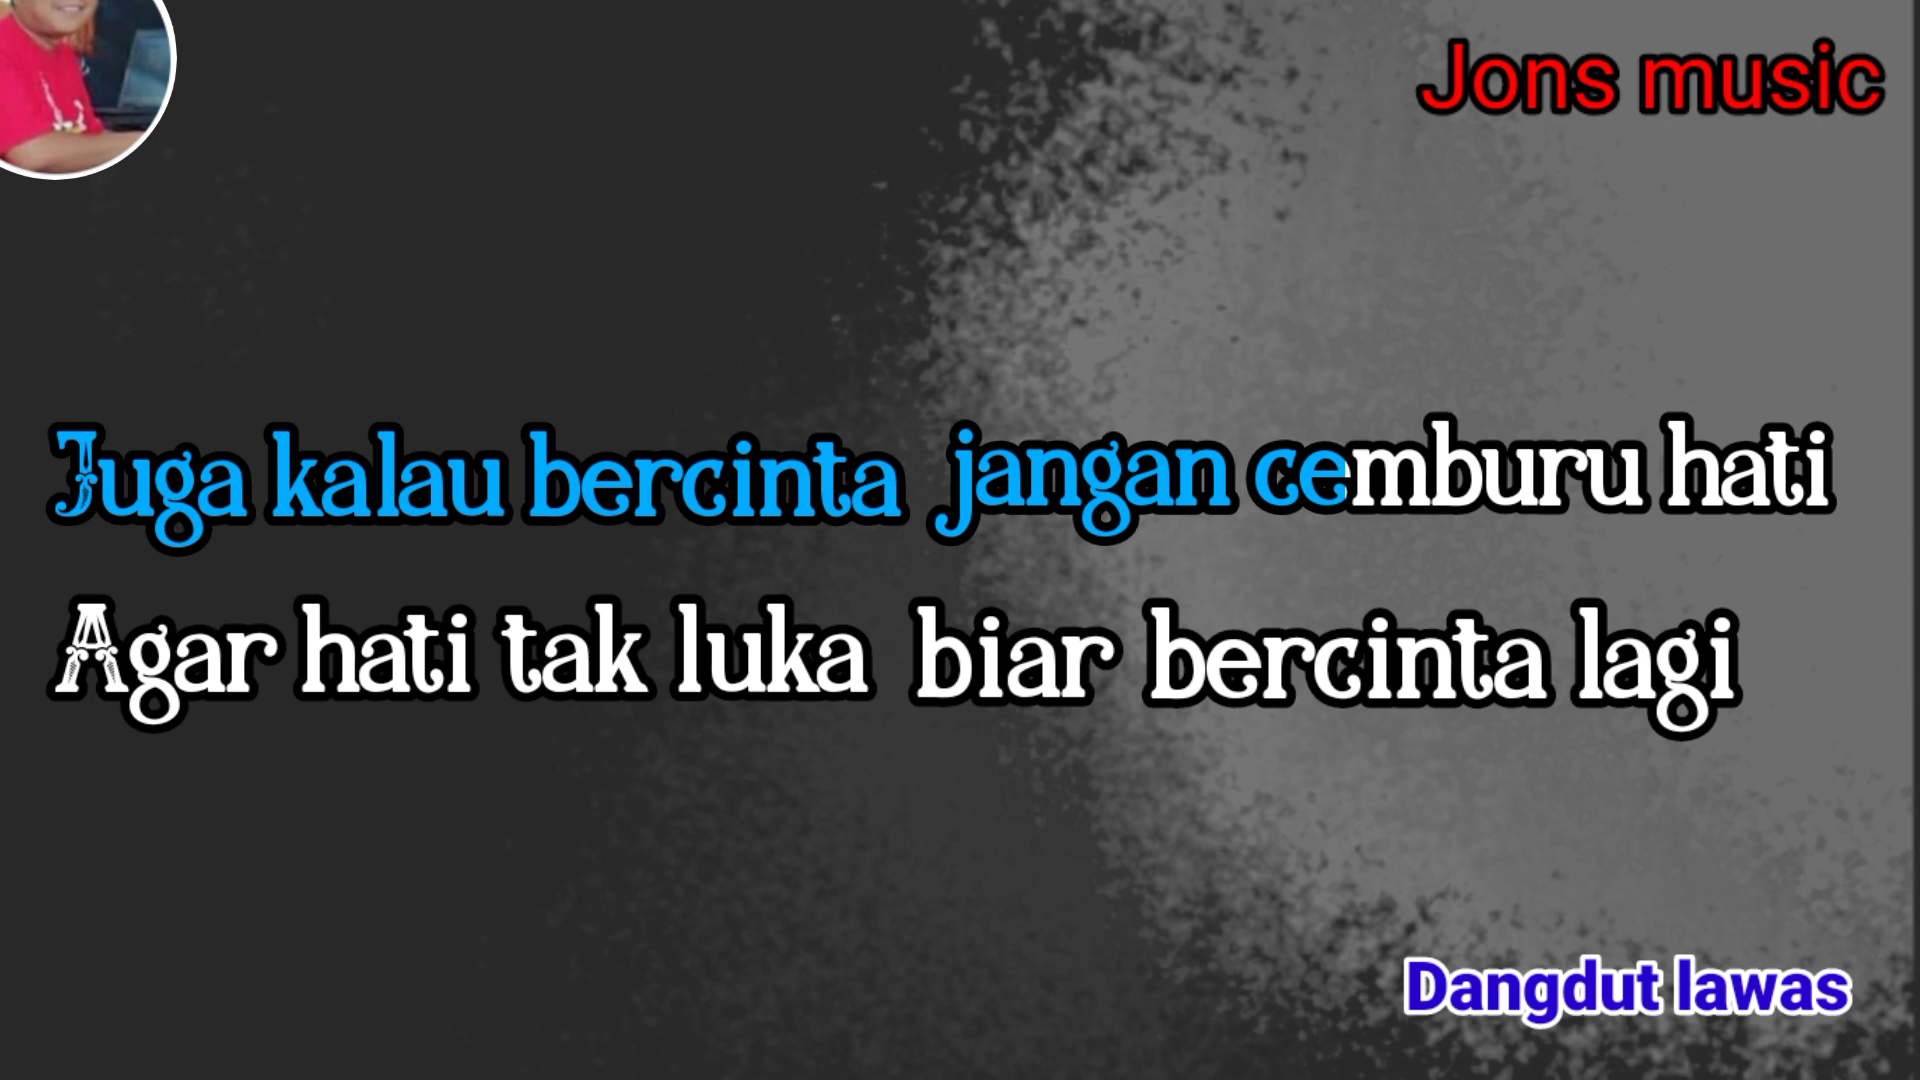 Jons music
Juga kalau bercinta jangan cemburu hati
Agar hati tak luka biar bercinta lagi
Dangdut lawas